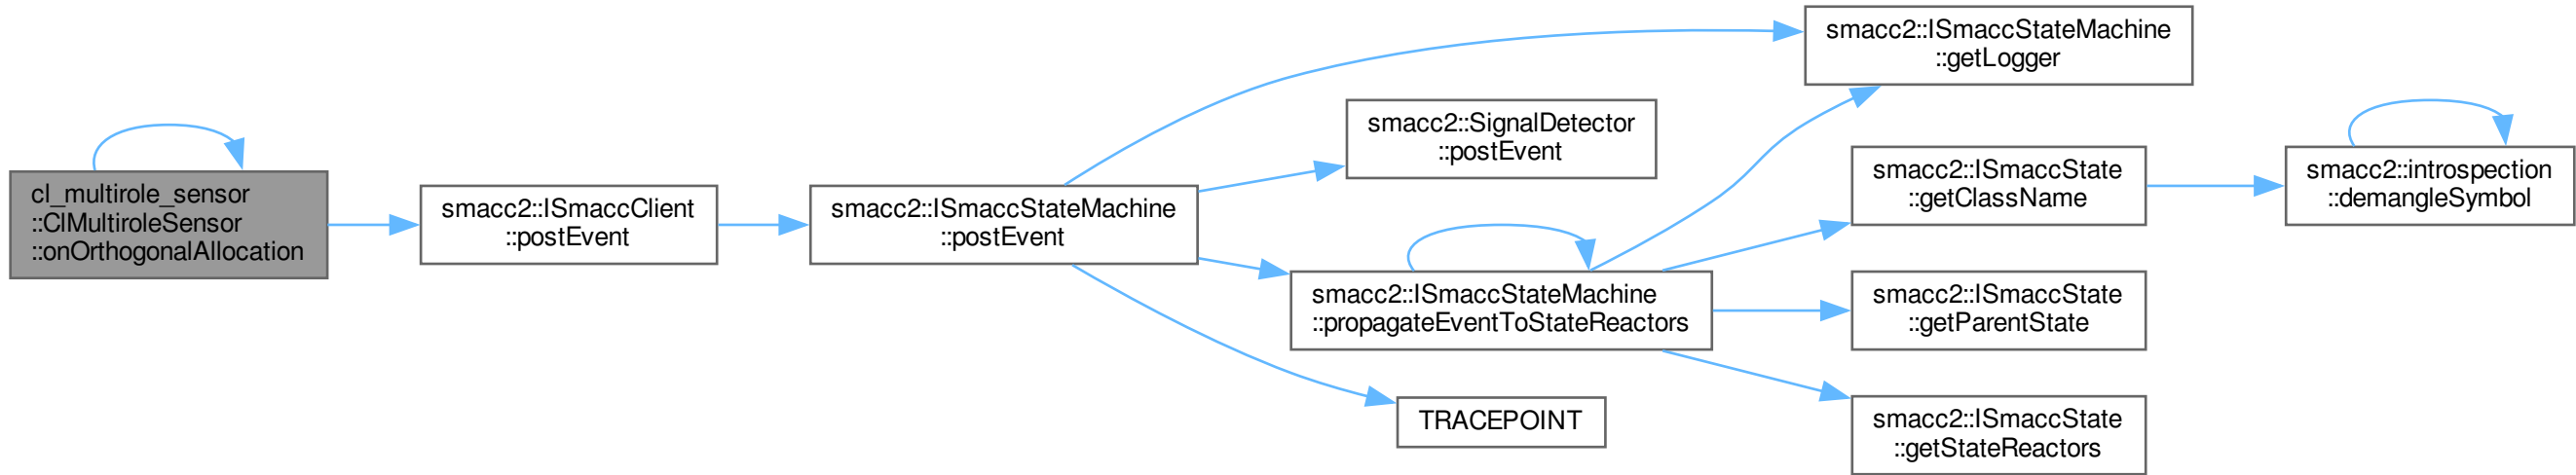 cl_multirole_sensor
::ClMultiroleSensor
::onOrthogonalAllocation
smacc2::ISmaccClient
::postEvent
smacc2::ISmaccStateMachine
::postEvent
smacc2::ISmaccStateMachine
::getLogger
smacc2::SignalDetector
::postEvent
smacc2::ISmaccStateMachine
::propagateEventToStateReactors
TRACEPOINT
smacc2::ISmaccState
::getClassName
smacc2::ISmaccState
::getParentState
smacc2::ISmaccState
::getStateReactors
smacc2::introspection
::demangleSymbol